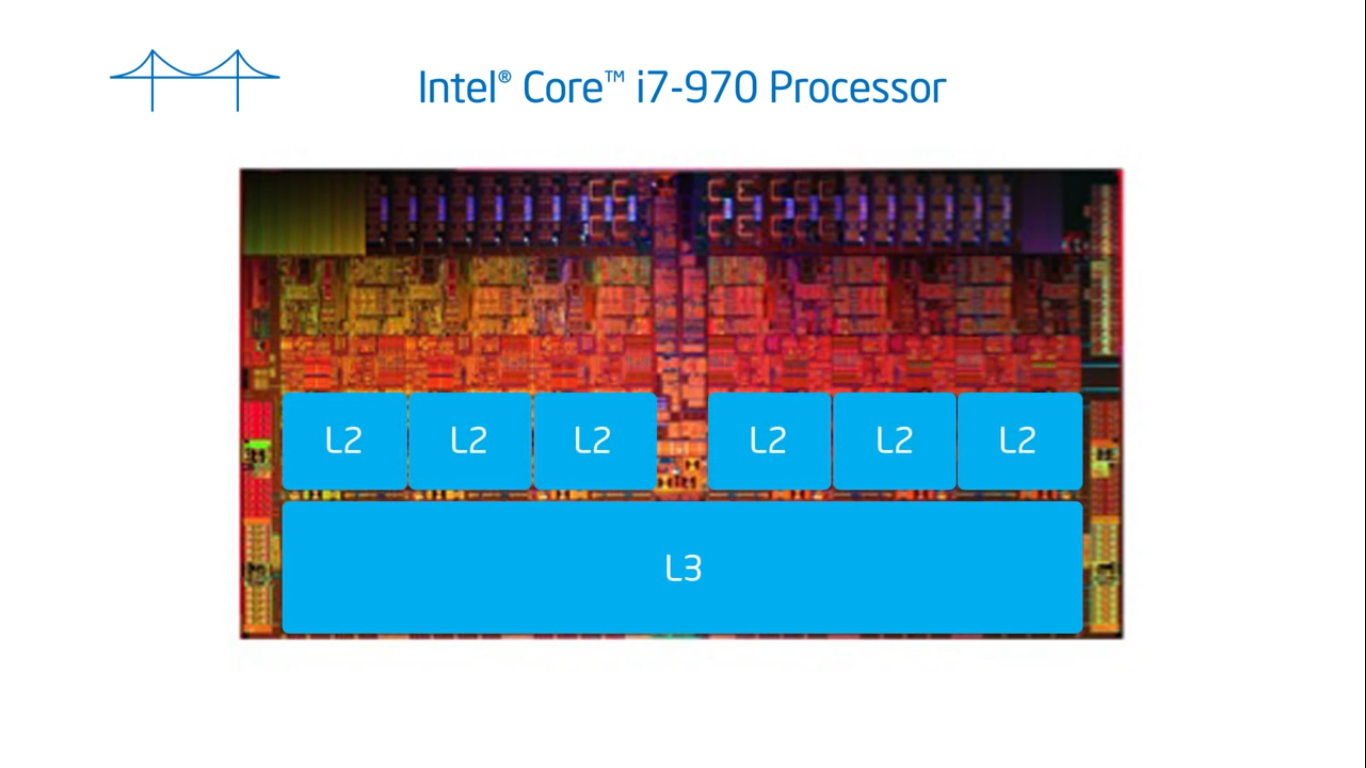 Intel® Core™ i7-970 Processor
L2 L2 L2 L2 L2 L2
L3